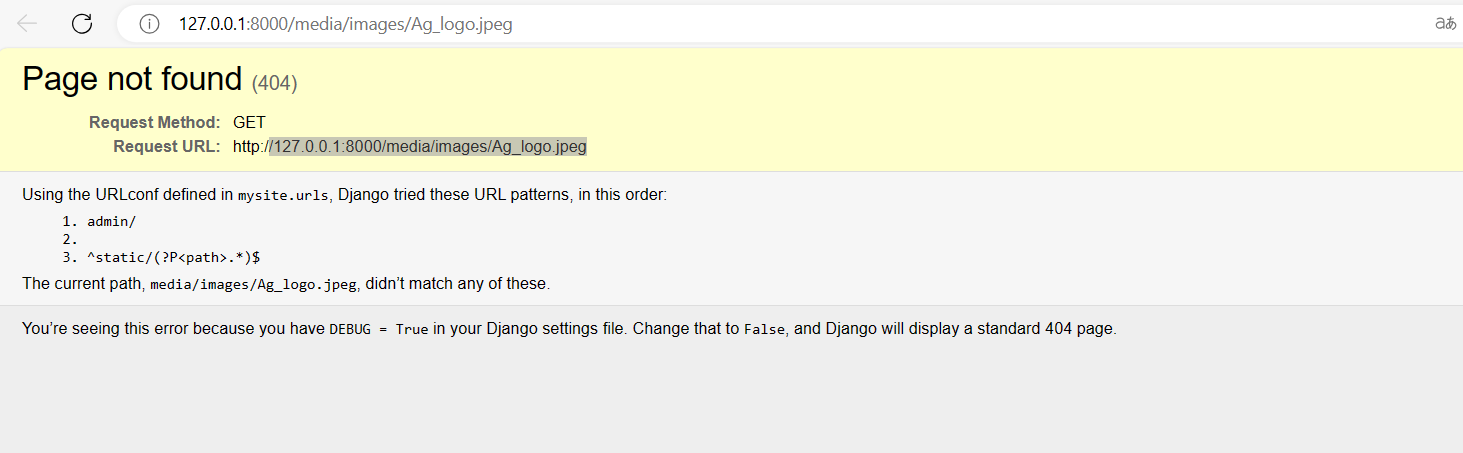 127.0.0.1:8000/media/images/Ag_logo.jpeg aあ
Page not found (404)
Request Method: GET
Request URL: http://127.0.0.1:8000/media/images/Ag_logo.jpeg
Using the URLconf defined in mysite.urls, Django tried these URL patterns, in this order:
1. admin/
2.
3. ^static/(?P<path>.*)$
The current path, media/images/Ag_logo.jpeg, didn’t match any of these.
You’re seeing this error because you have DEBUG = True in your Django settings file. Change that to False, and Django will display a standard 404 page.